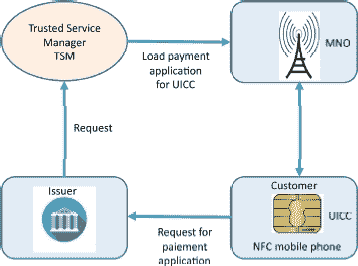 Trusted Service
Manager
TSM
Load payment
application
for UICC
MNO
Request
Issuer
Request for
paiement
application
Customer
UICC
NFC mobile phone